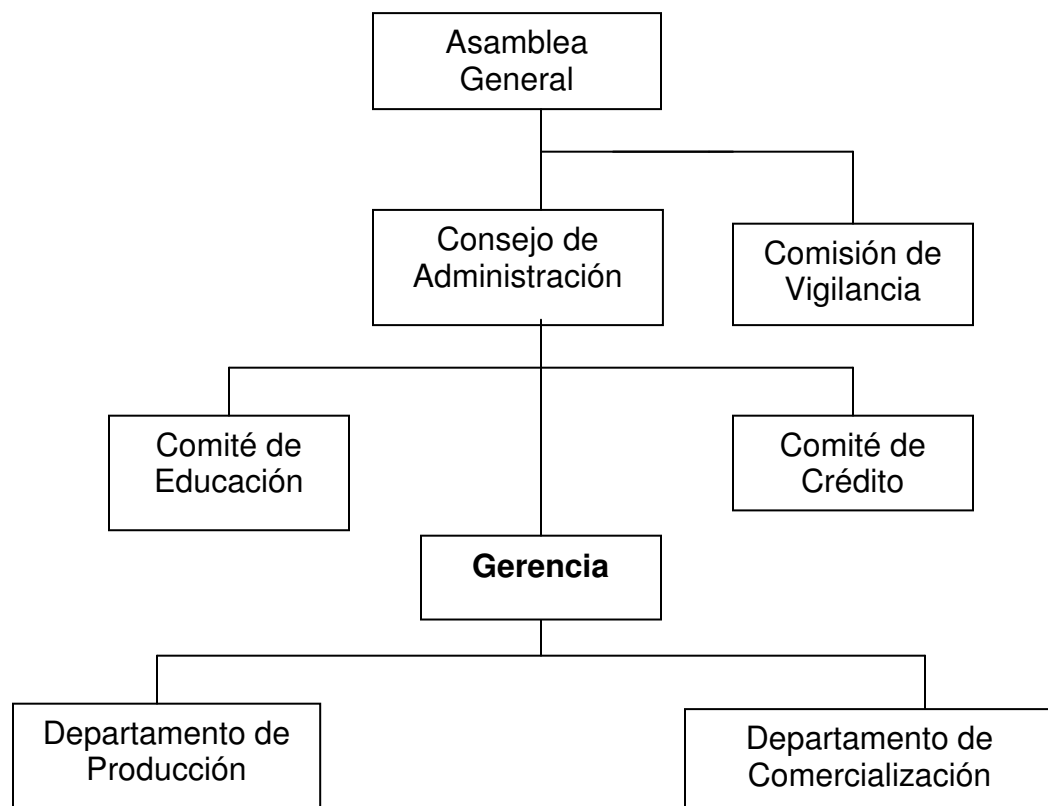 Asamblea
General
Consejo de
Administración
Comisión de
Vigilancia
Comité de
Educación
Comité de
Crédito
Gerencia
Departamento de
Producción
Departamento de
Comercialización